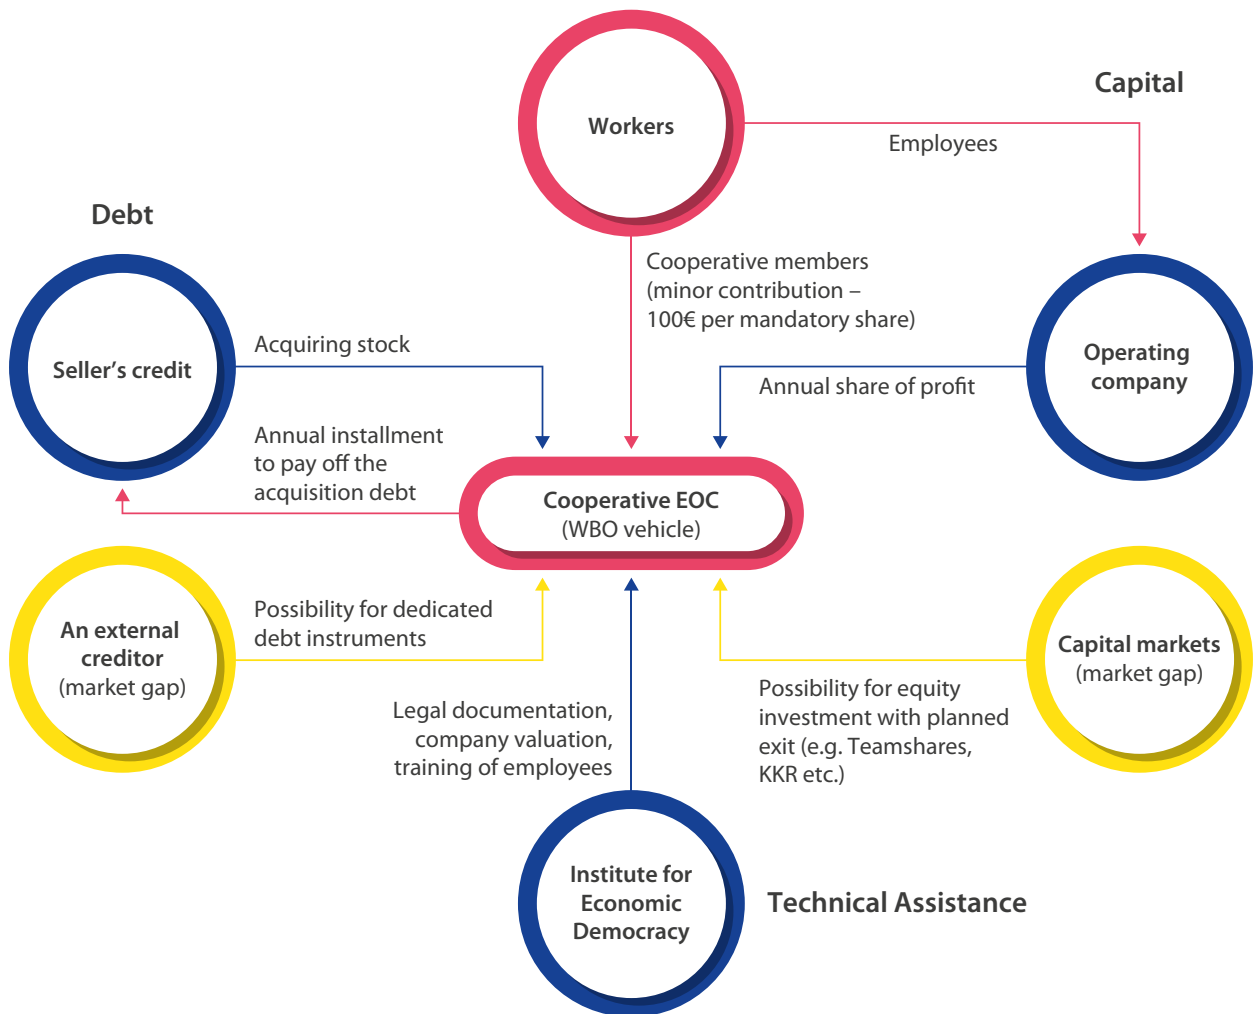 Workers
Capital
Employees
Debt
Cooperative members
(minor contribution –
100€ per mandatory share)
Seller's credit
Acquiring stock
Operating
company
Annual share of profit
Annual installment
to pay off the
acquisition debt
Cooperative EOC
(WBO vehicle)
An external
creditor
(market gap)
Possibility for dedicated
debt instruments
Capital markets
(market gap)
Possibility for equity
investment with planned
exit (e.g. Teamshares,
KKR etc.)
Legal documentation,
company valuation,
training of employees
Institute for
Economic
Democracy
Technical Assistance